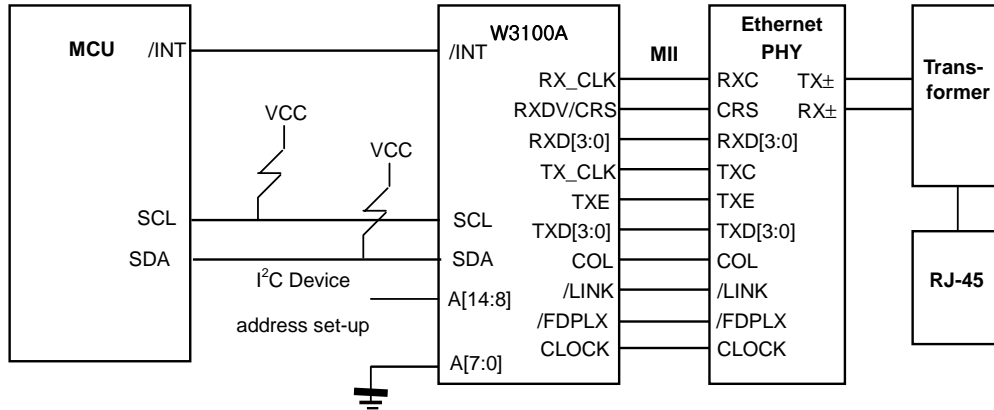 MCU
/INT
VCC
VCC
SCL
SDA
I²C Device
address set-up
W3100A
/INT
SCL
SDA
A[14:8]
A[7:0]
RX_CLK
RXDV/CRS
RXD[3:0]
TX_CLK
TXE
TXD[3:0]
COL
/LINK
/FDPLX
CLOCK
MII
Ethernet
PHY
RXC
CRS
RXD[3:0]
TXC
TXE
TXD[3:0]
COL
/LINK
/FDPLX
CLOCK
TX±
RX±
Trans-
former
RJ-45